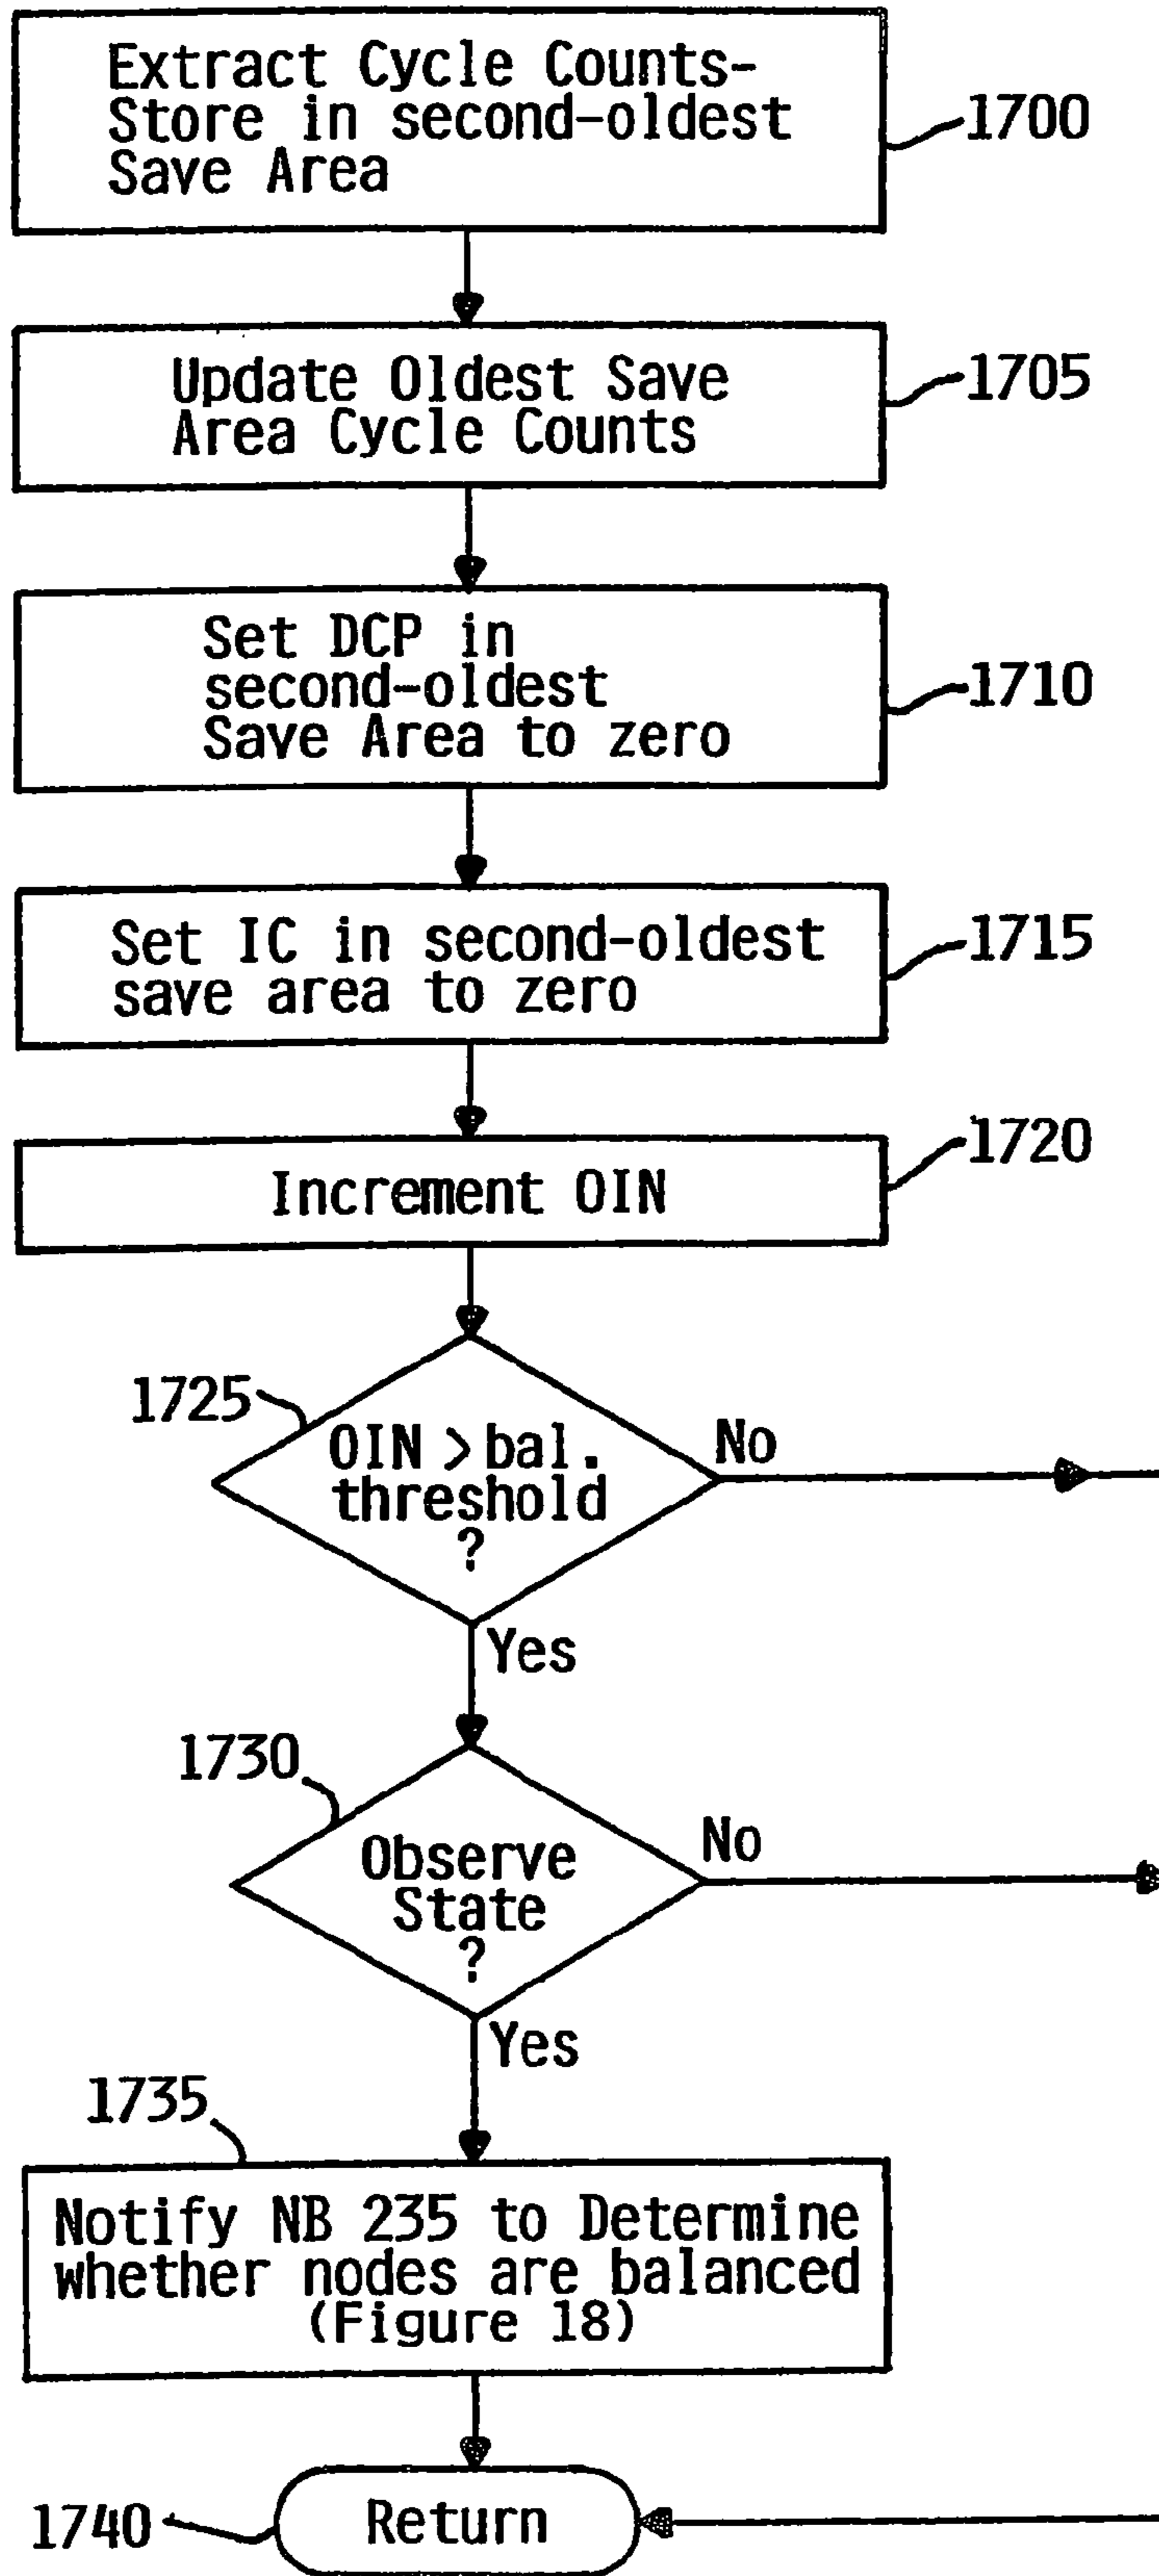 Extract Cycle Counts-
Store in second-oldest
Save Area
1700
Update Oldest Save
Area Cycle Counts
1705
Set DCP in
second-oldest
Save Area to zero
1710
Set IC in second-oldest
save area to zero
1715
Increment OIN
1720
1725
OIN > bal.
threshold
?
No
Yes
1730
Observe
State
?
No
Yes
1735
Notify NB 235 to Determine
whether nodes are balanced
(Figure 18)
1740
Return